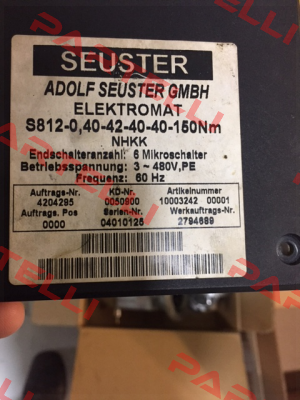 SEUSTER
ADOLF SEUSTER GMBH
ELEKTROMAT
S812-0,40-42-40-40-150Nm
NHKK
Endschalteranzahl: 6 Mikroschalter
Betriebsspannung: 3 ~ 480V,PE
Frequenz: 60 Hz
Auftrags-Nr. KD-Nr. Artikelnummer
4204295 0050900 10003242 00001
Auftrags. Pos Serien-Nr. Werkauftrags-Nr.
0000 04010126 2794689